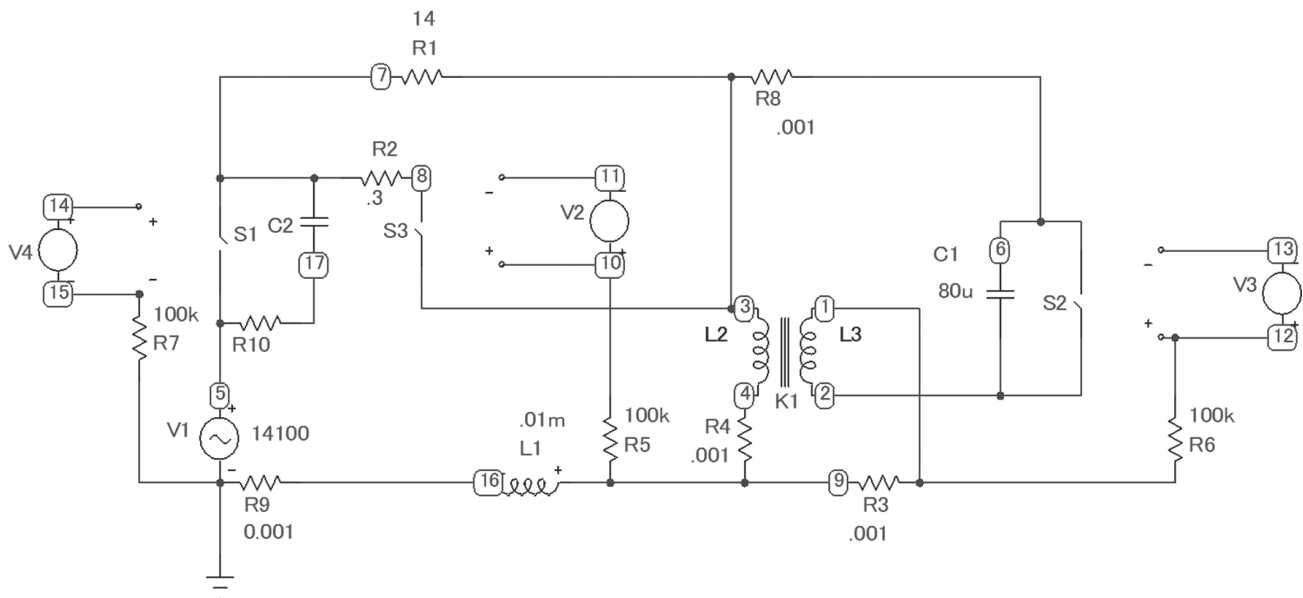 14
R1
7
R8
.001
R2
8
.3
11
V2
10
14
V4
15
S1
C2
17
S3
C1
6
80u
S2
13
V3
12
100k
R7
R10
3
L2
1
L3
5
4
K1
2
V1
14100
.01m
L1
100k
R5
R4
.001
100k
R6
R9
0.001
16
9
R3
.001